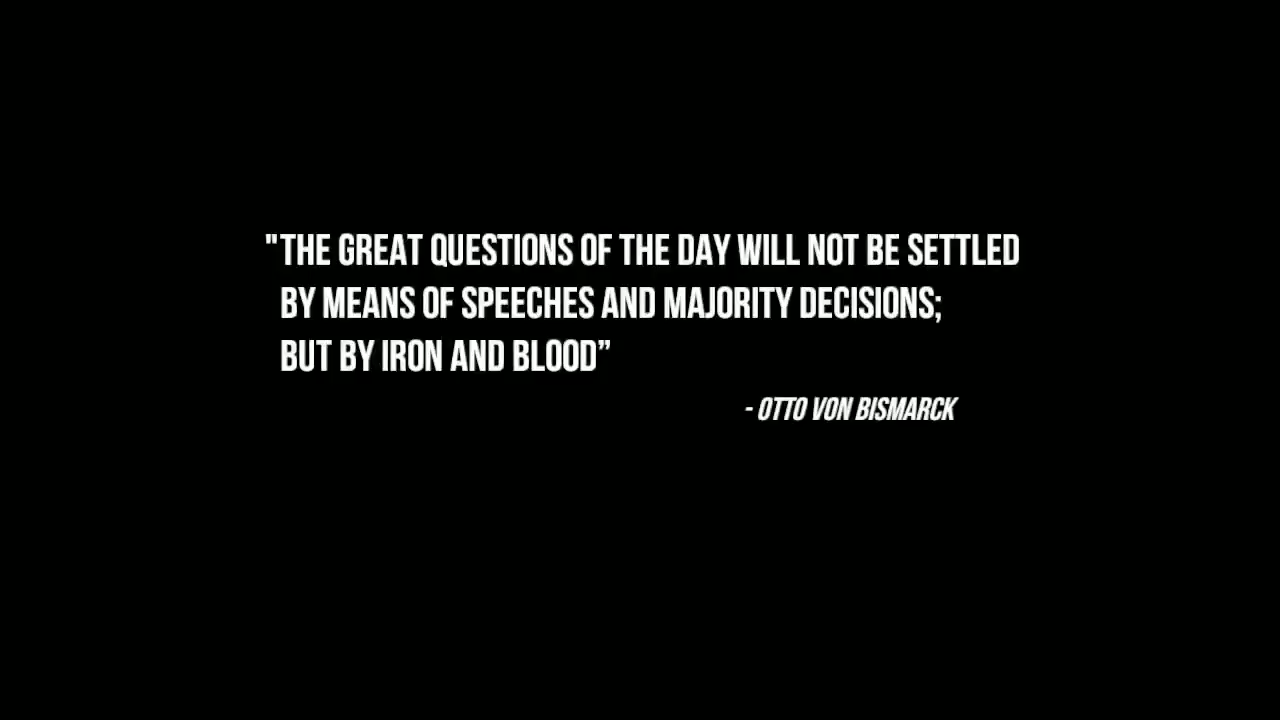 "THE GREAT QUESTIONS OF THE DAY WILL NOT BE SETTLED
BY MEANS OF SPEECHES AND MAJORITY DECISIONS;
BUT BY IRON AND BLOOD”
- OTTO VON BISMARCK